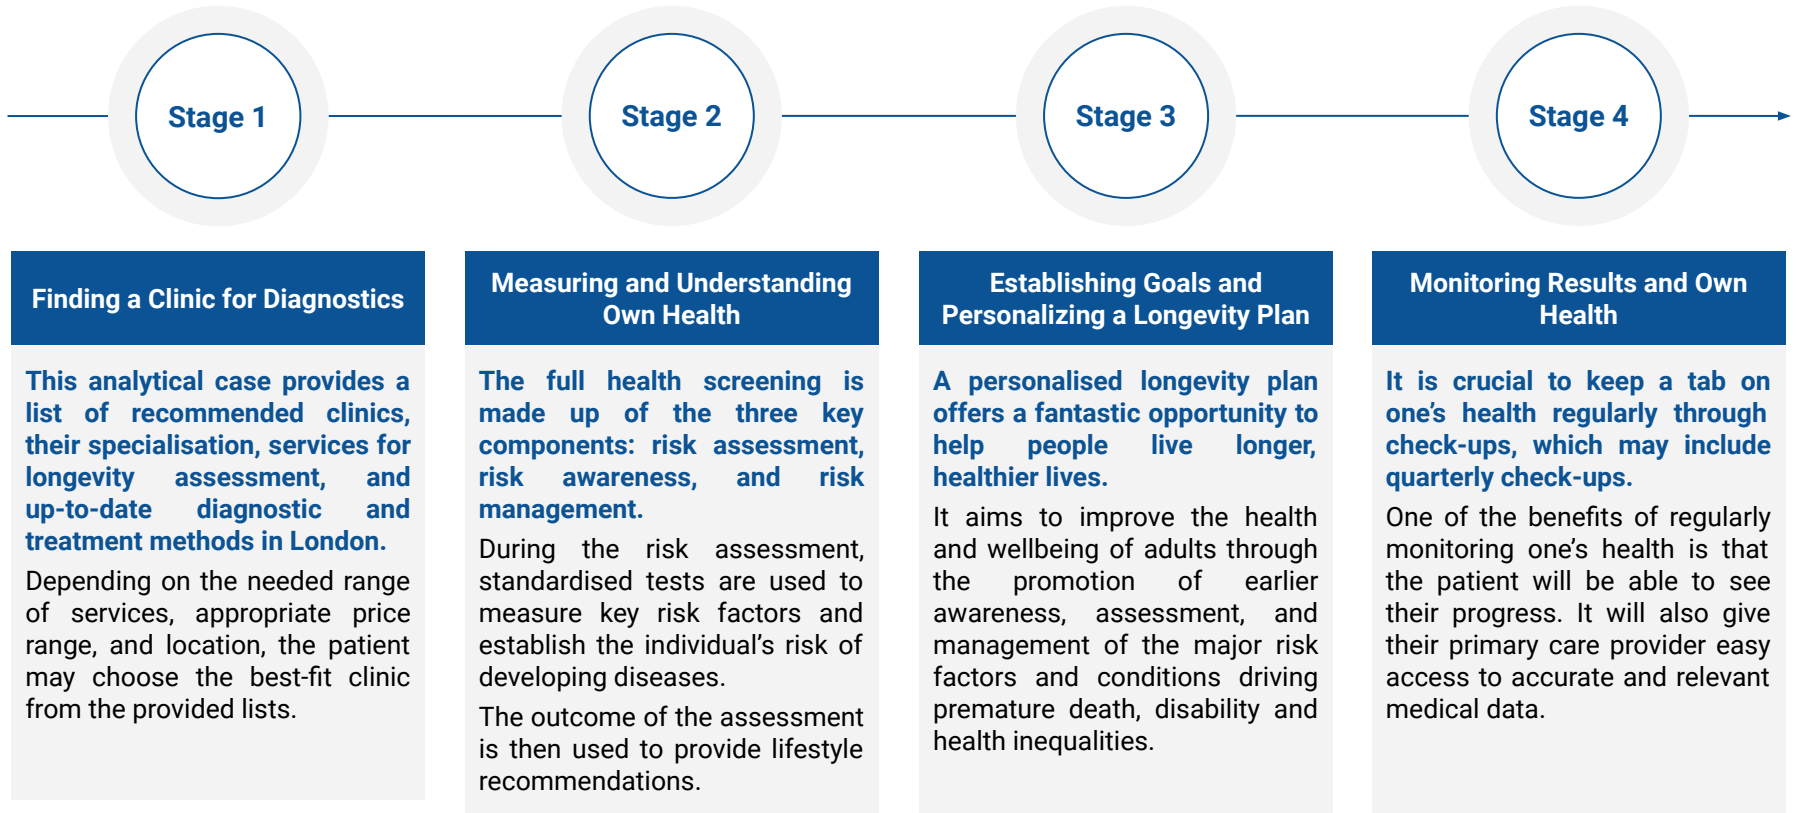 Stage 1
Stage 2
Stage 3
Stage 4
Finding a Clinic for Diagnostics
This analytical case provides a
list of recommended clinics,
their specialisation, services for
longevity assessment, and
up-to-date diagnostic and
treatment methods in London.
Depending on the needed range
of services, appropriate price
range, and location, the patient
may choose the best-fit clinic
from the provided lists.
Measuring and Understanding
Own Health
The full health screening is
made up of the three key
components: risk assessment,
risk awareness, and risk
management.
During the risk assessment,
standardised tests are used to
measure key risk factors and
establish the individual's risk of
developing diseases.
The outcome of the assessment
is then used to provide lifestyle
recommendations.
Establishing Goals and
Personalizing a Longevity Plan
A personalised longevity plan
offers a fantastic opportunity to
help people live longer,
healthier lives.
It aims to improve the health
and wellbeing of adults through
the promotion of earlier
awareness, assessment, and
management of the major risk
factors and conditions driving
premature death, disability and
health inequalities.
Monitoring Results and Own
Health
It is crucial to keep a tab on
one's health regularly through
check-ups, which may include
quarterly check-ups.
One of the benefits of regularly
monitoring one's health is that
the patient will be able to see
their progress. It will also give
their primary care provider easy
access to accurate and relevant
medical data.